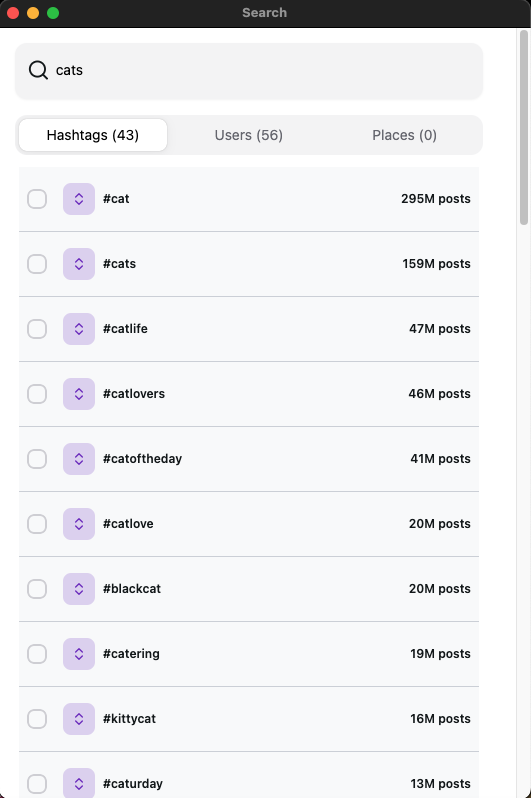 Search
cats
Hashtags (43) Users (56) Places (0)
#cat 295M posts
#cats 159M posts
#catlife 47M posts
#catlovers 46M posts
#catoftheday 41M posts
#catlove 20M posts
#blackcat 20M posts
#catering 19M posts
#kittycat 16M posts
#caturday 13M posts